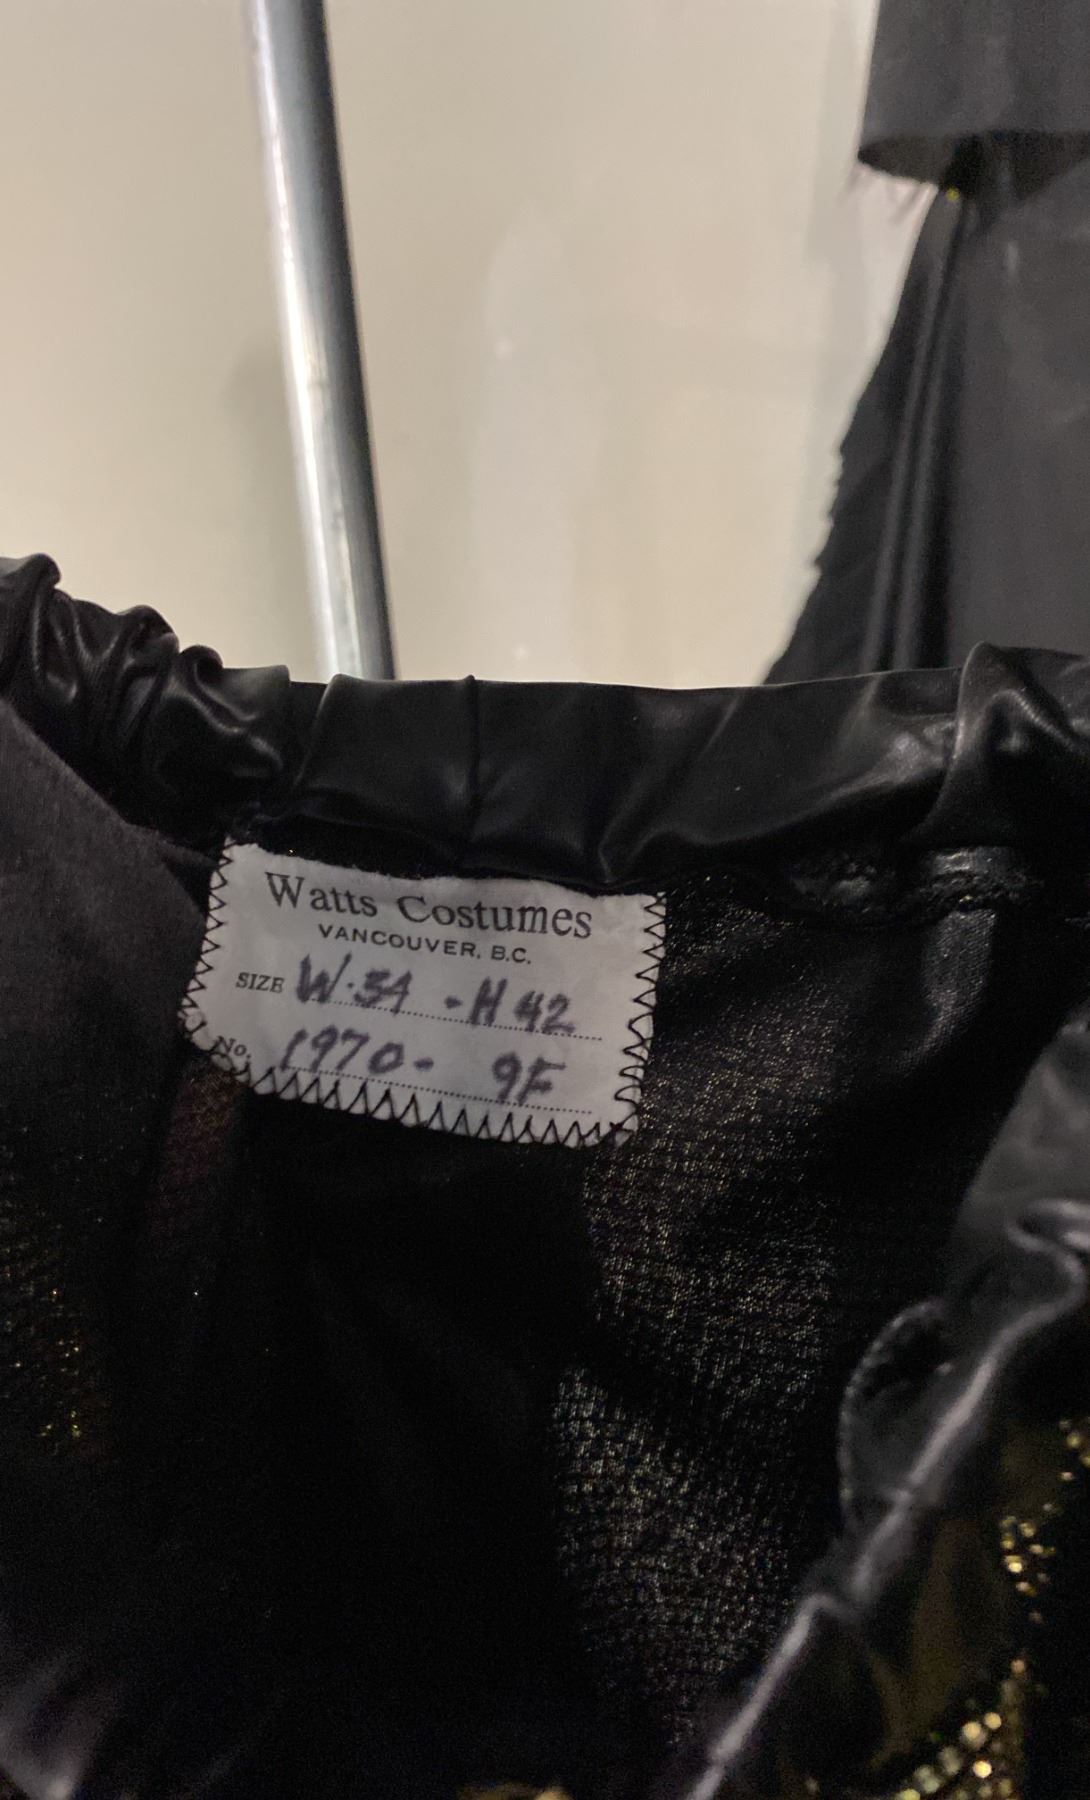 Watts Costumes
VANCOUVER, B.C.
SIZE W·34 - H 42
No. 1970 - 9F